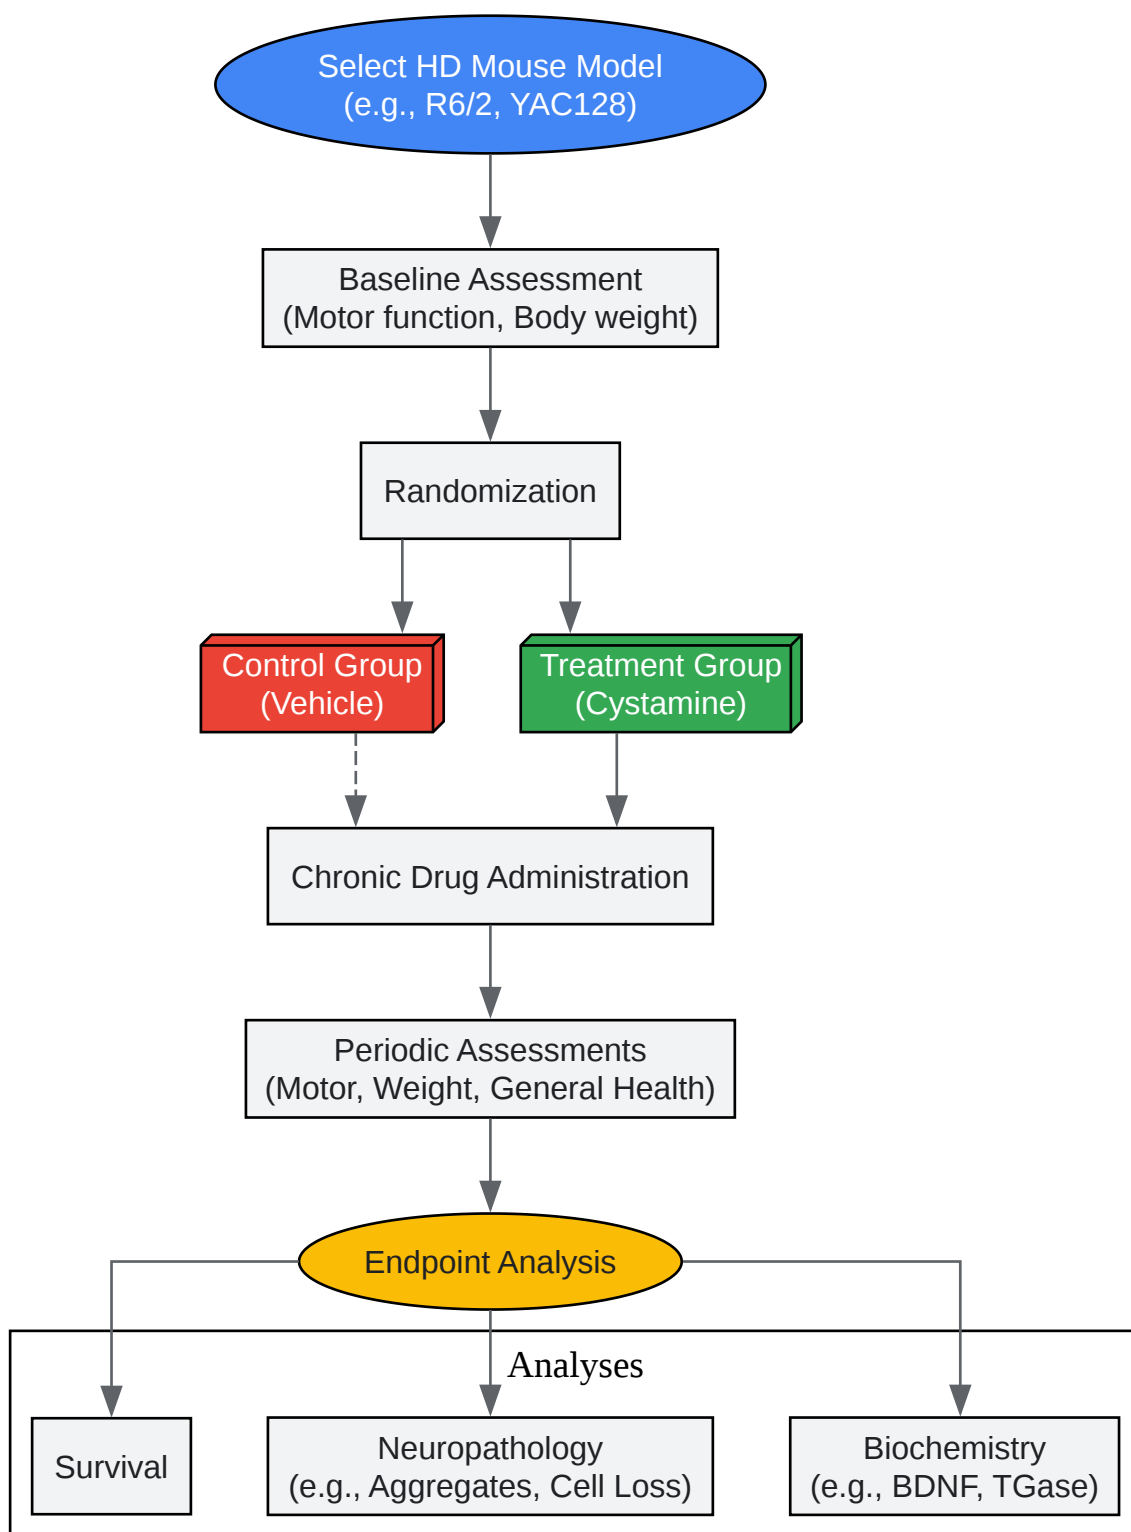 Select HD Mouse Model
(e.g., R6/2, YAC128)
Baseline Assessment
(Motor function, Body weight)
Randomization
Control Group
(Vehicle)
Treatment Group
(Cystamine)
Chronic Drug Administration
Periodic Assessments
(Motor, Weight, General Health)
Endpoint Analysis
Analyses
Survival
Neuropathology
(e.g., Aggregates, Cell Loss)
Biochemistry
(e.g., BDNF, TGase)